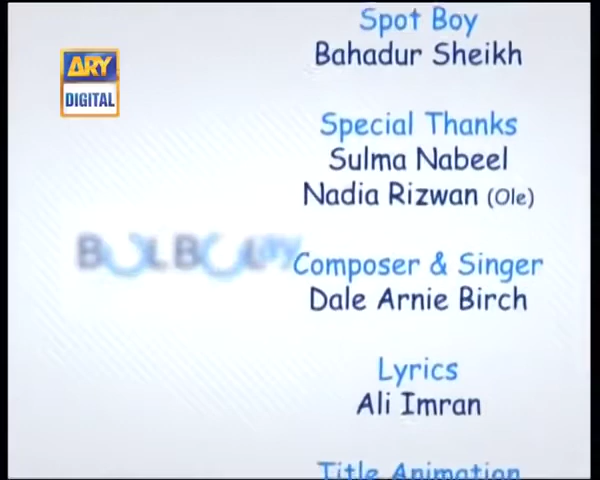 Spot Boy
Bahadur Sheikh
ARY
DIGITAL
Special Thanks
Sulma Nabeel
Nadia Rizwan (Ole)
BULBULAY
Composer & Singer
Dale Arnie Birch
Lyrics
Ali Imran
Title Animation